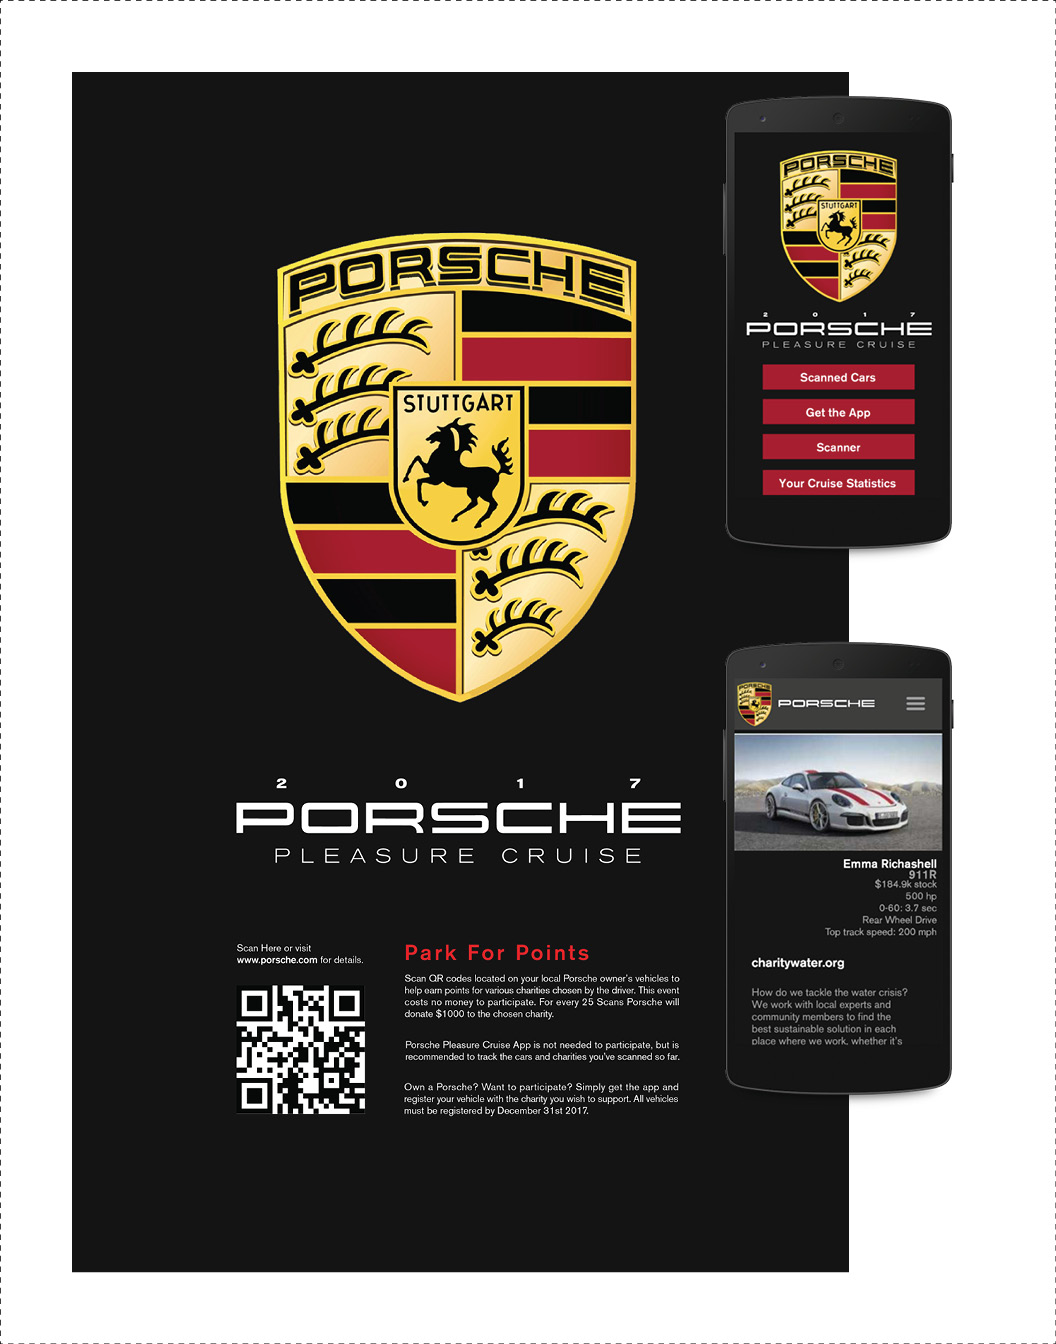 PORSCHE
STUTTGART
2 0 1 7
PORSCHE
PLEASURE CRUISE
Scan Here or visit
www.porsche.com for details.
Park For Points
Scan QR codes located on your local Porsche owner's vehicles to
help earn points for various charities chosen by the driver. This event
costs no money to participate. For every 25 Scans Porsche will
donate $1000 to the chosen charity.
Porsche Pleasure Cruise App is not needed to participate, but is
recommended to track the cars and charities you've scanned so far.
Own a Porsche? Want to participate? Simply get the app and
register your vehicle with the charity you wish to support. All vehicles
must be registered by December 31st 2017.
PORSCHE
STUTTGART
2 0 1 7
PORSCHE
PLEASURE CRUISE
Scanned Cars
Get the App
Scanner
Your Cruise Statistics
PORSCHE
Emma Richashell
911R
$184.9k stock
500 hp
0-60: 3.7 sec
Rear Wheel Drive
Top track speed: 200 mph
charitywater.org
How do we tackle the water crisis?
We work with local experts and
community members to find the
best sustainable solution in each
place where we work, whether it's